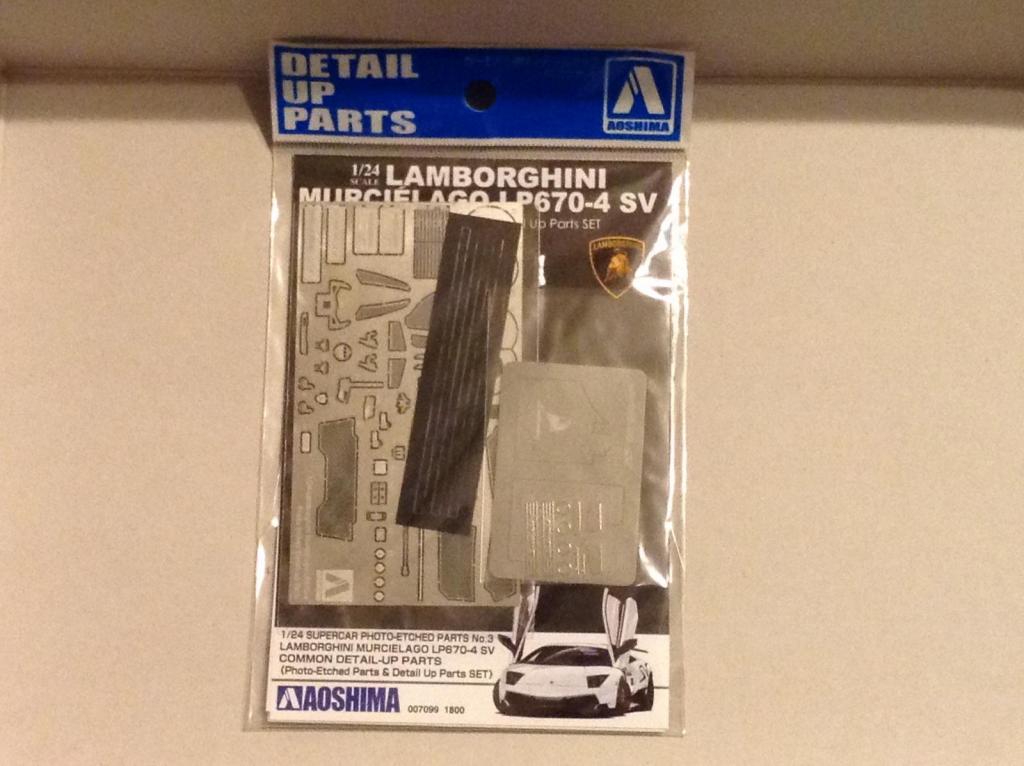 DETAIL
UP
PARTS
AOSHIMA
1/24
SCALE
LAMBORGHINI
MURCIÉLAGO LP670-4 SV
Up Parts SET
LAMBORGHINI
1/24 SUPERCAR PHOTO-ETCHED PARTS No.3
LAMBORGHINI MURCIELAGO LP670-4 SV
COMMON DETAIL-UP PARTS
(Photo-Etched Parts & Detail Up Parts SET)
AOSHIMA
007099 1800